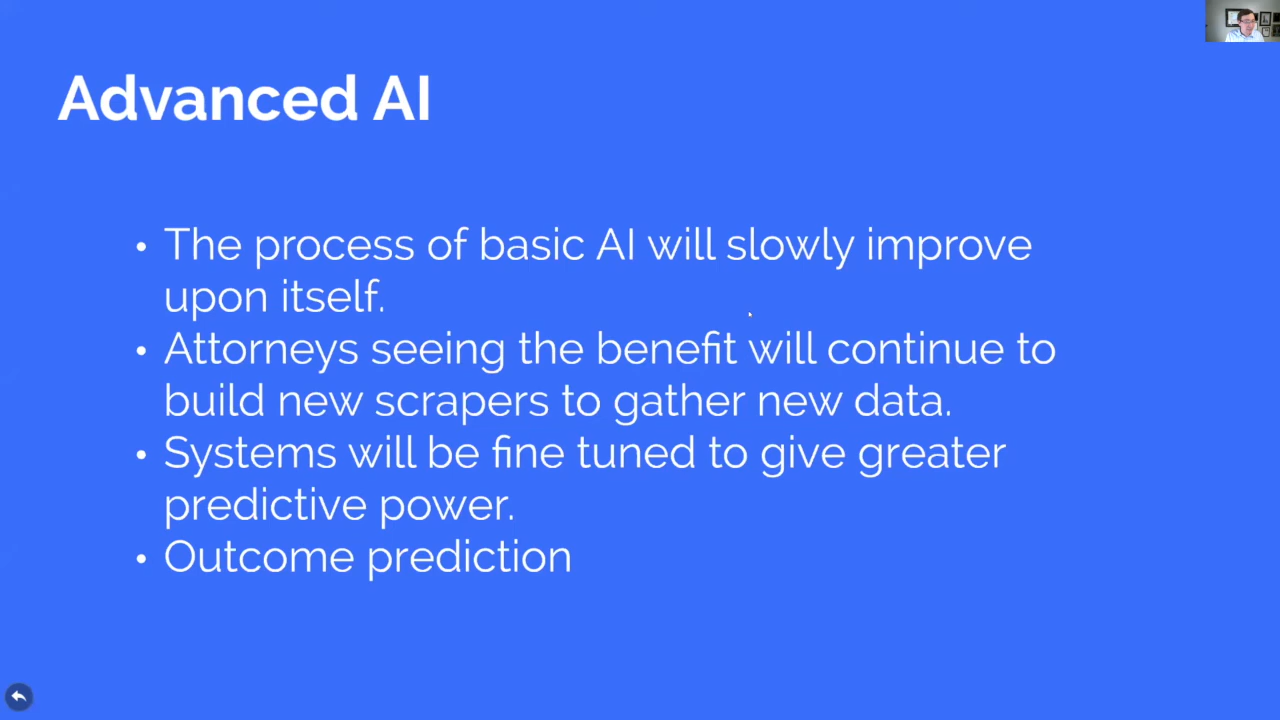 Advanced AI
• The process of basic AI will slowly improve
upon itself.
• Attorneys seeing the benefit will continue to
build new scrapers to gather new data.
• Systems will be fine tuned to give greater
predictive power.
• Outcome prediction